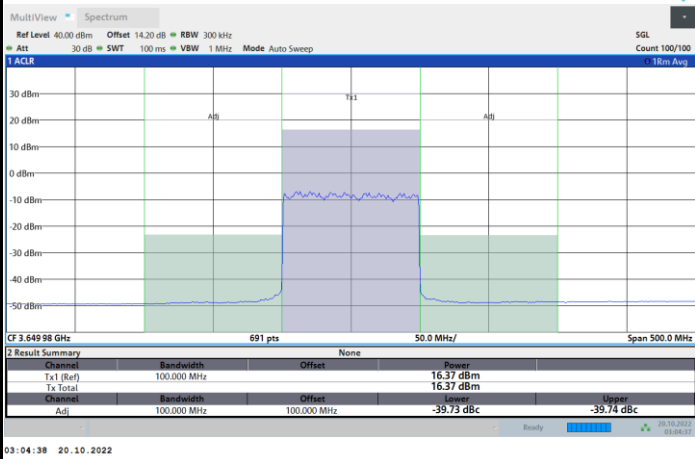 MultiView Spectrum
Ref Level 40.00 dBm Offset 14.20 dB RBW 300 kHz SGL
Att 30 dB SWT 100 ms VBW 1 MHz Mode Auto Sweep Count 100/100
1 ACLR 1Rm Avg
30 dBm
Tx1
20 dBm
Adj Adj
10 dBm
0 dBm
-10 dBm
-20 dBm
-30 dBm
-40 dBm
-50 dBm
CF 3.649 98 GHz 691 pts 50.0 MHz/ Span 500.0 MHz
2 Result Summary None
Channel Bandwidth Offset Power
Tx1 (Ref) 100.000 MHz 16.37 dBm
Tx Total 16.37 dBm
Channel Bandwidth Offset Lower Upper
Adj 100.000 MHz 100.000 MHz -39.73 dBc -39.74 dBc
Ready 20.10.2022
03:04:37
03:04:38 20.10.2022